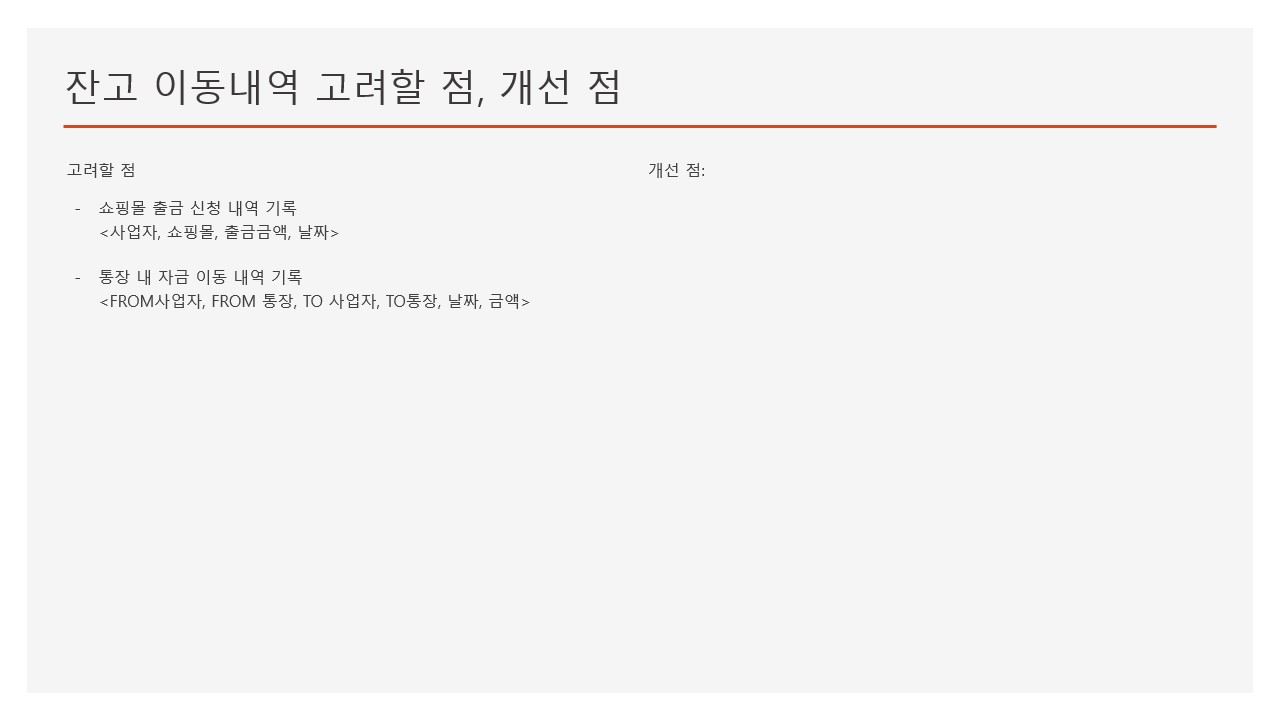 잔고 이동내역 고려할 점, 개선 점
고려할 점
- 쇼핑몰 출금 신청 내역 기록
<사업자, 쇼핑몰, 출금금액, 날짜>
- 통장 내 자금 이동 내역 기록
<FROM사업자, FROM 통장, TO 사업자, TO통장, 날짜, 금액>
개선 점: